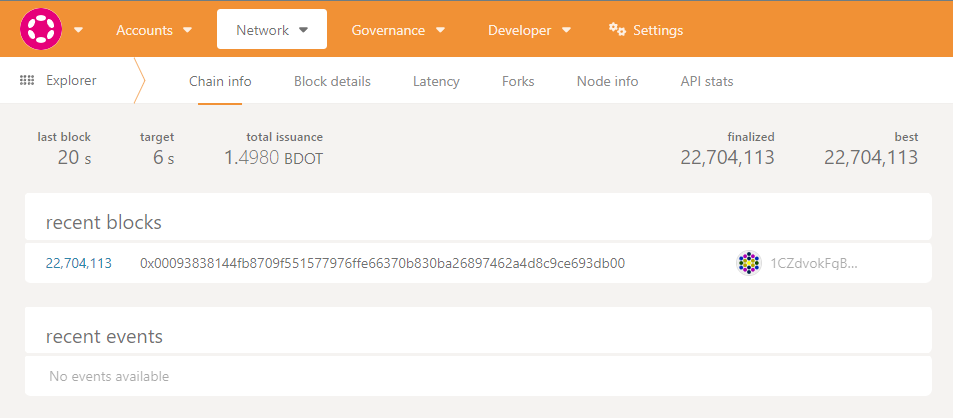 Accounts Network Governance Developer Settings
Explorer Chain info Block details Latency Forks Node info API stats
last block target total issuance finalized best
20 s 6 s 1.4980 BDOT 22,704,113 22,704,113
recent blocks
22,704,113 0x00093838144fb8709f551577976ffe66370b830ba26897462a4d8c9ce693db00 1CZdvokFqB…
recent events
No events available